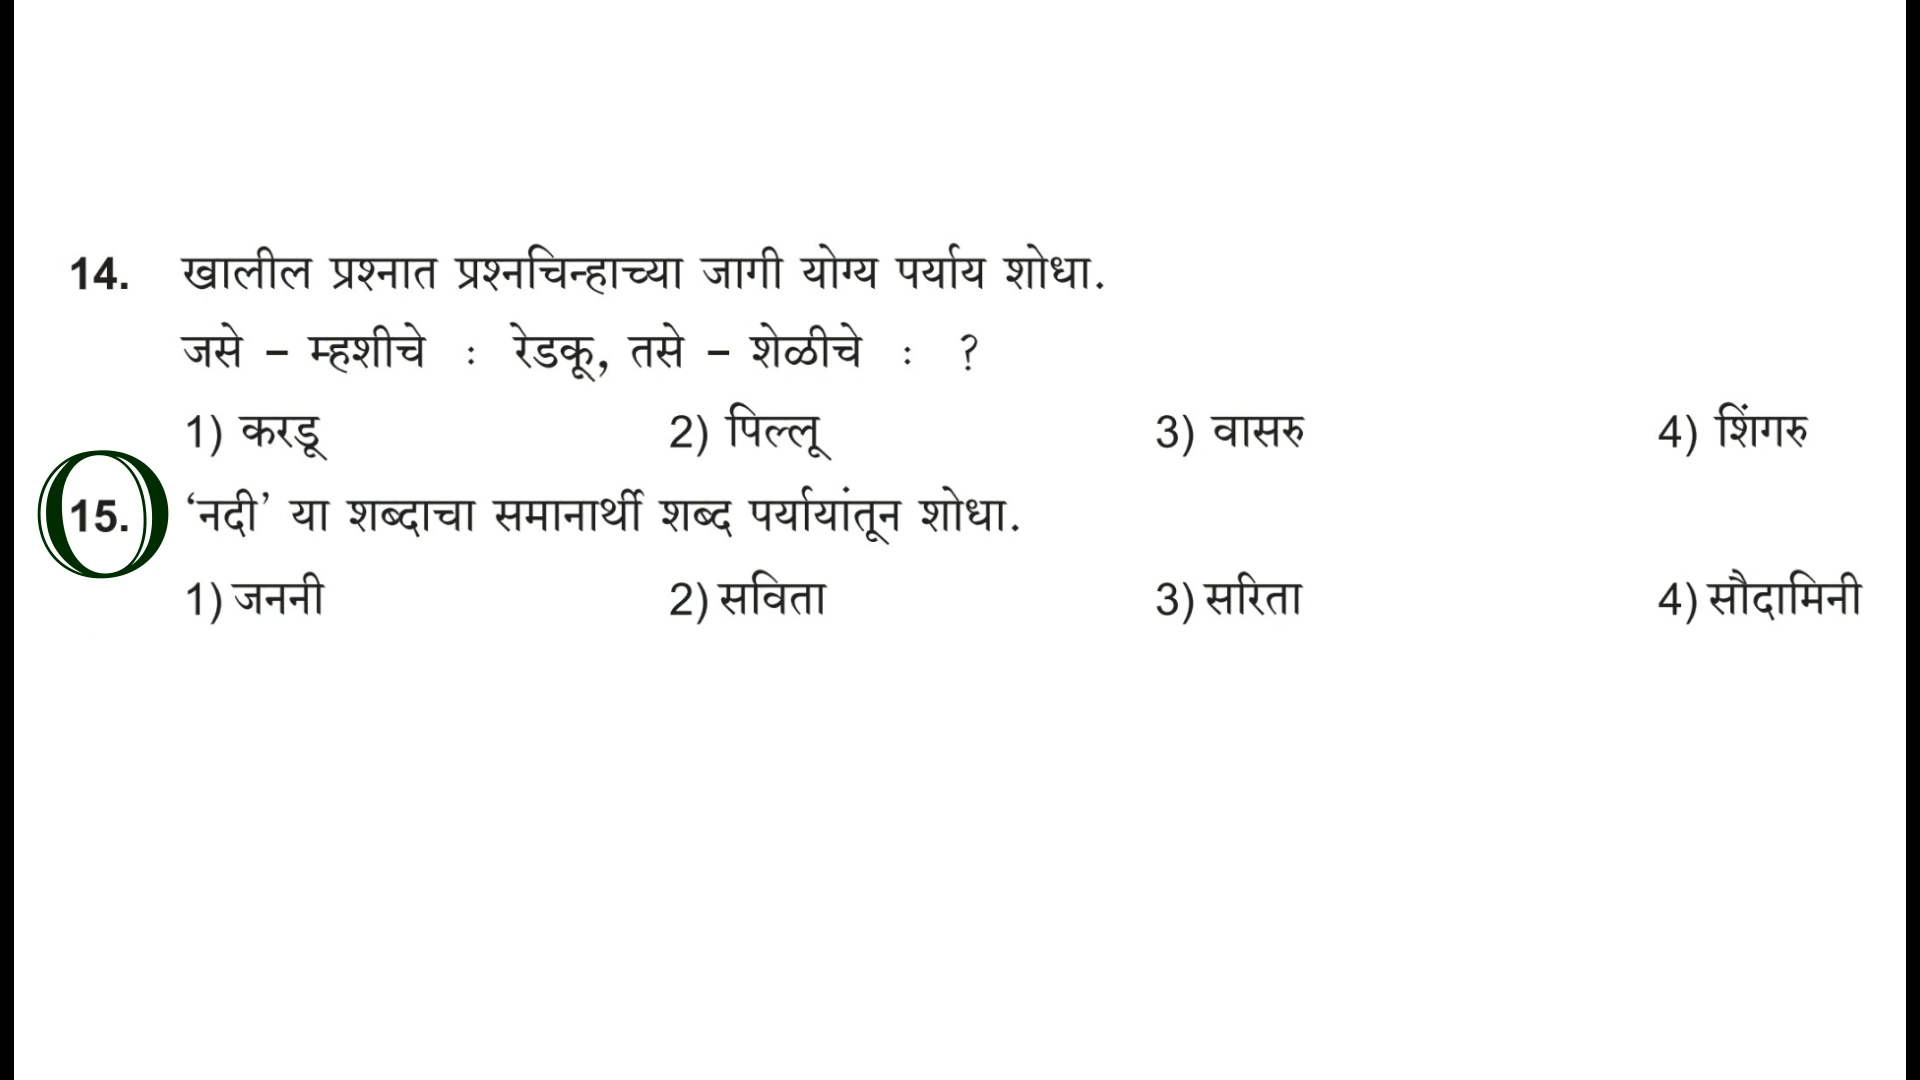 14. खालील प्रश्नात प्रश्नचिन्हाच्या जागी योग्य पर्याय शोधा.
जसे – म्हशीचे : रेडकू, तसे – शेळीचे : ?
1) करडू 2) पिल्लू 3) वासरु 4) शिंगरु
15. ‘नदी’ या शब्दाचा समानार्थी शब्द पर्यायांतून शोधा.
1) जननी 2) सविता 3) सरिता 4) सौदामिनी